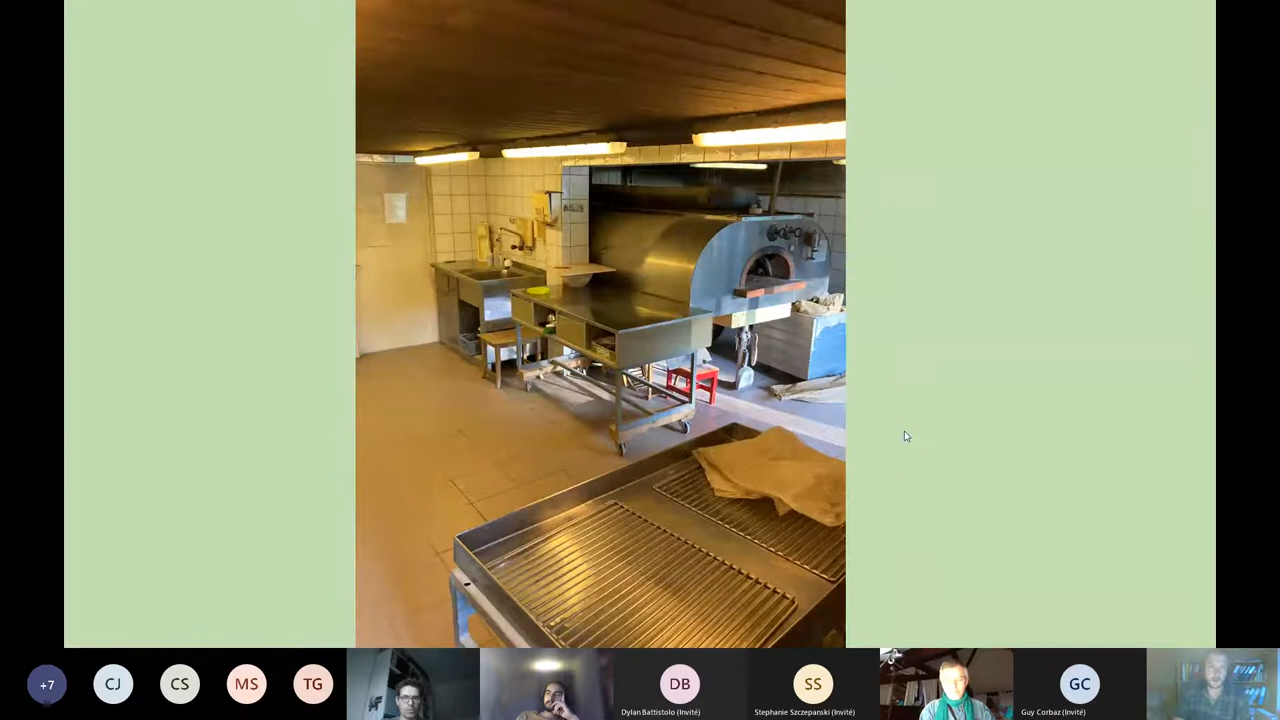 +7
CJ
CS
MS
TG
DB
Dylan Battistolo (Invité)
SS
Stephanie Szczepanski (Invité)
GC
Guy Corbaz (Invité)